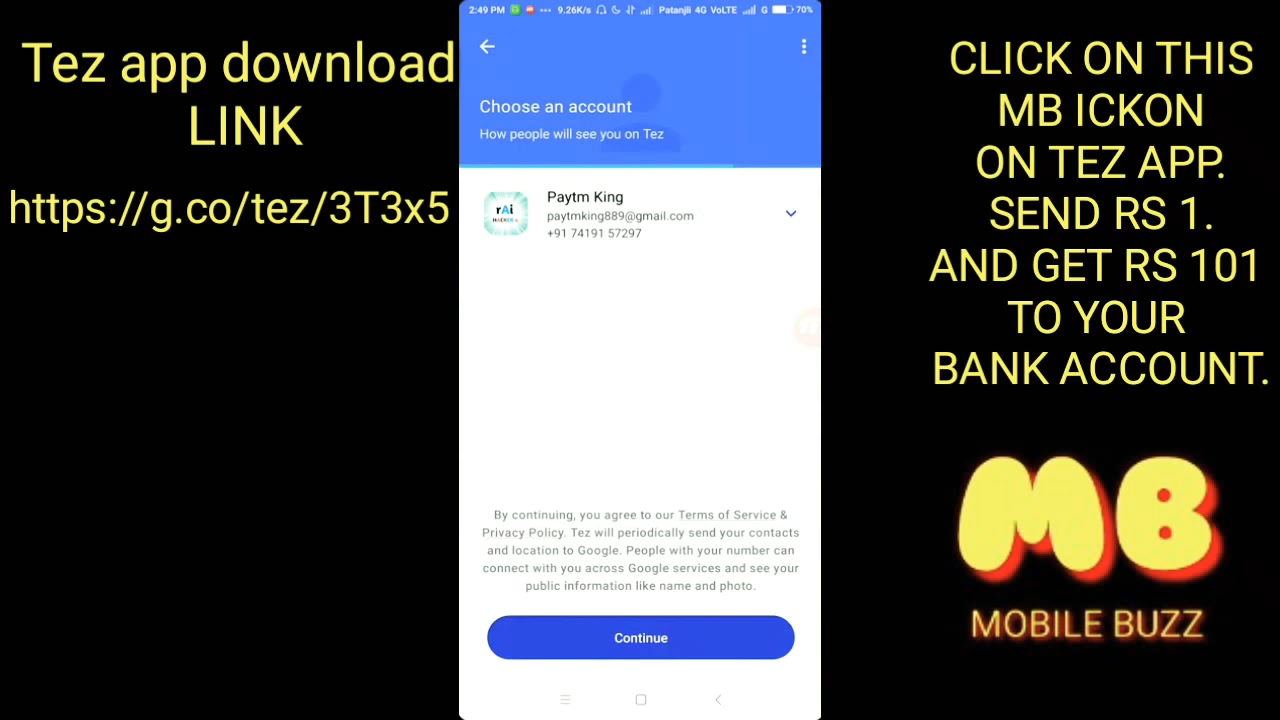 Tez app download
LINK
https://g.co/tez/3T3x5
2:49 PM
9.26K/s
Patanjli 4G VoLTE
G
70%
Choose an account
How people will see you on Tez
rAi
Paytm King
paytmking889@gmail.com
+91 74191 57297
By continuing, you agree to our Terms of Service &
Privacy Policy. Tez will periodically send your contacts
and location to Google. People with your number can
connect with you across Google services and see your
public information like name and photo.
Continue
CLICK ON THIS
MB ICKON
ON TEZ APP.
SEND RS 1.
AND GET RS 101
TO YOUR
BANK ACCOUNT.
MB
MOBILE BUZZ